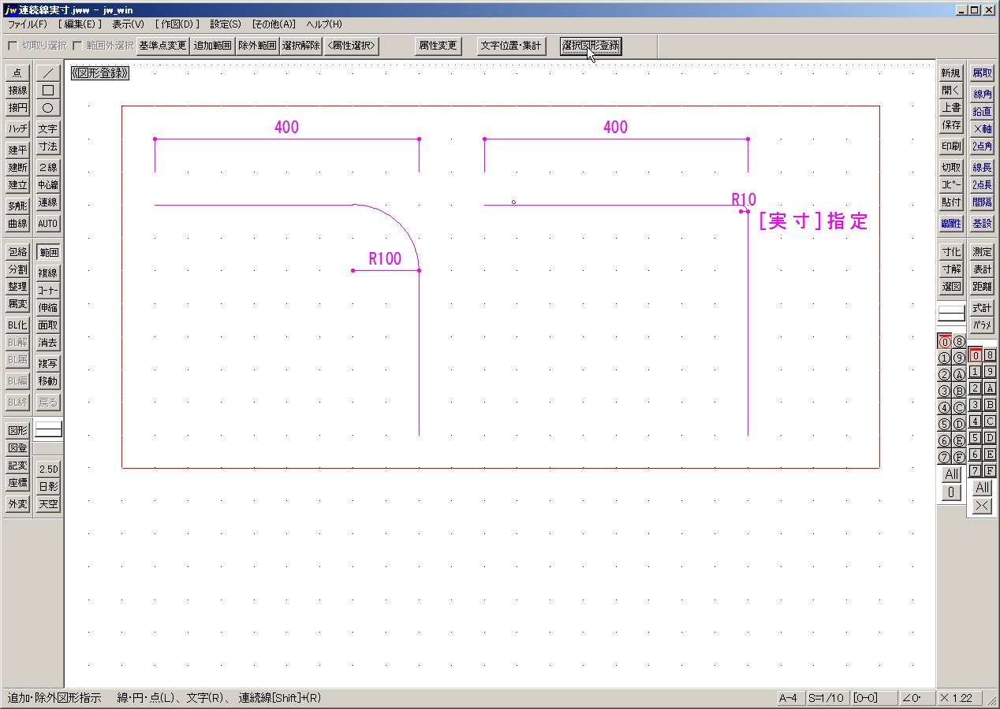 連続線実寸.jww - jw_win
ファイル(F) [編集(E)] 表示(V) [作図(D)] 設定(S) [その他(A)] ヘルプ(H)
切取り選択 範囲外選択 基準点変更 追加範囲 除外範囲 選択解除 <属性選択> 属性変更 文字位置・集計 選択図形登録
《図形登録》
点 ／
接線 □
接円 ○
ハッチ 文字
建平 寸法
建断 2線
建立 中心線
多角形 連線
曲線 AUTO
包絡 範囲
分割 複線
整理 コーナー
属変 伸縮
BL化 面取
BL解 消去
BL属 複写
BL編 移動
BL終 戻る
図形
図登
記変 2.5D
座標 日影
外変 天空
400 400
R10
[実寸]指定
R100
新規 属取
開く 線角
上書 鉛直
保存 ×軸
印刷 2点角
切取 線長
コピー 2点長
貼付 間隔
線属性 基設
寸化 測定
寸解 表計
選図 距離
式計
パラメ
0 8
1 9
2 A
3 B
4 C
5 D
6 E
7 F
All
0
0 8
1 9
2 A
3 B
4 C
5 D
6 E
7 F
All
×
追加・除外図形指示 線・円・点(L)、文字(R)、 連続線[Shift]+(R)
A-4 S=1/10 [0-0] ∠0° × 1.22